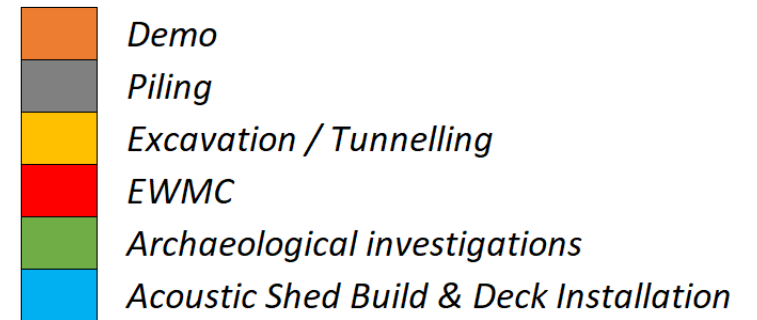 Demo
Piling
Excavation / Tunnelling
EWMC
Archaeological investigations
Acoustic Shed Build & Deck Installation